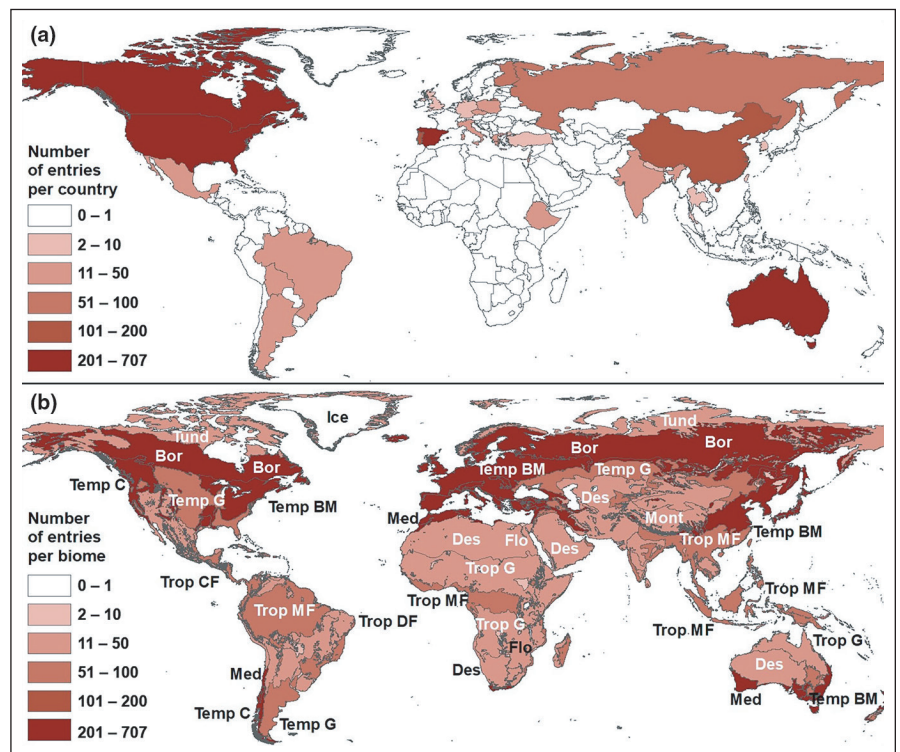 (a)
Number
of entries
per country
0 – 1
2 – 10
11 – 50
51 – 100
101 – 200
201 – 707
(b)
Ice
Tund
Tund
Bor
Bor
Bor
Bor
Temp C
Temp G
Temp BM
Temp BM
Temp G
Des
Med
Mont
Temp BM
Number
of entries
per biome
Des
Flo
Des
Trop MF
Trop CF
Trop G
Trop MF
Trop MF
Trop MF
Trop DF
Trop G
Trop MF
Trop G
Flo
Des
Des
Med
Med
Temp BM
Temp C
Temp G
0 – 1
2 – 10
11 – 50
51 – 100
101 – 200
201 – 707